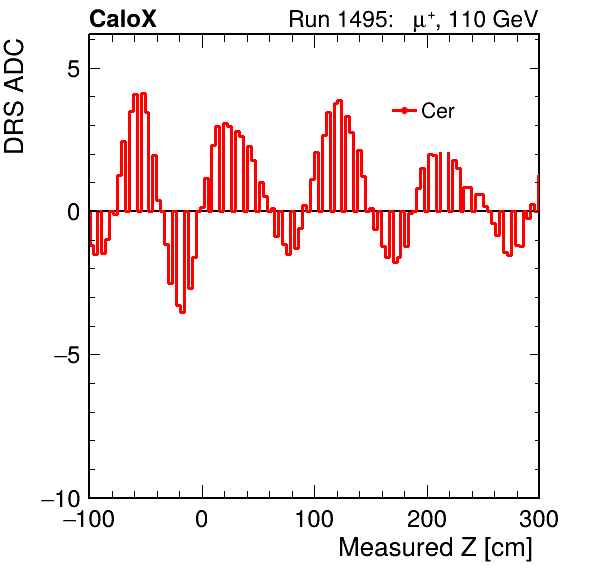 CaloX Run 1495: μ⁺, 110 GeV
DRS ADC
Cer
5
0
−5
−10
−100 0 100 200 300
Measured Z [cm]